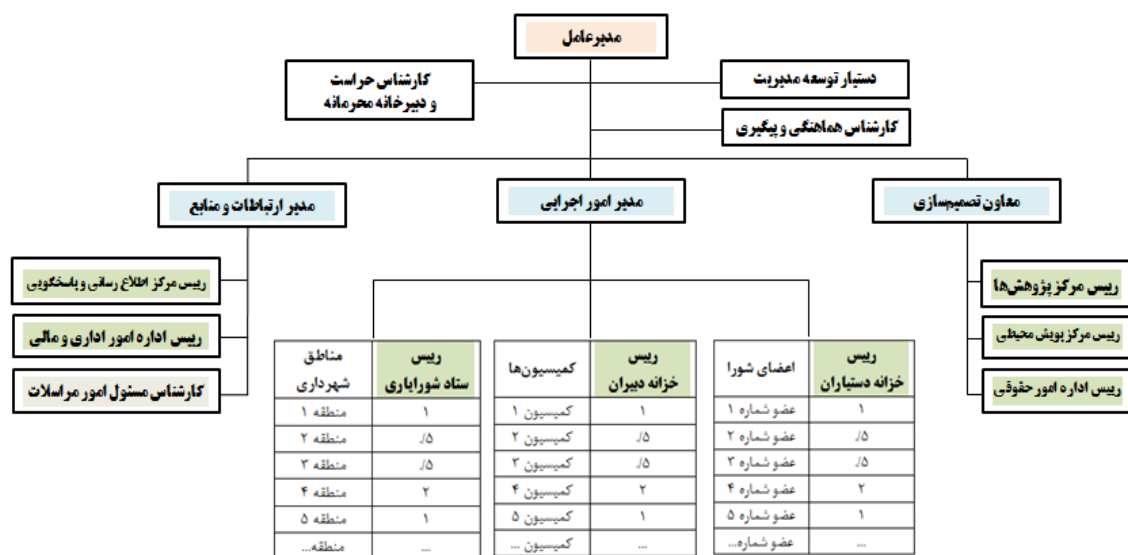 مدیرعامل
دستیار توسعه مدیریت
کارشناس حراست
و دبیرخانه محرمانه
کارشناس هماهنگی و پیگیری
معاون تصمیم‌سازی
مدیر امور اجرایی
مدیر ارتباطات و منابع
رییس مرکز پژوهش‌ها
رییس مرکز پویش محیطی
رییس اداره امور حقوقی
رییس مرکز اطلاع رسانی و پاسخگویی
رییس اداره امور اداری و مالی
کارشناس مسئول امور مراسلات
رییس
خزانه دستیاران
اعضای شورا
۱ عضو شماره ۱
/۵ عضو شماره ۲
/۵ عضو شماره ۳
۲ عضو شماره ۴
۱ عضو شماره ۵
... عضو شماره...
رییس
خزانه دبیران
کمیسیون‌ها
۱ کمیسیون ۱
/۵ کمیسیون ۲
/۵ کمیسیون ۳
۲ کمیسیون ۴
۱ کمیسیون ۵
... کمیسیون ...
رییس
ستاد شورایاری
مناطق
شهرداری
۱ منطقه ۱
/۵ منطقه ۲
/۵ منطقه ۳
۲ منطقه ۴
۱ منطقه ۵
... منطقه...